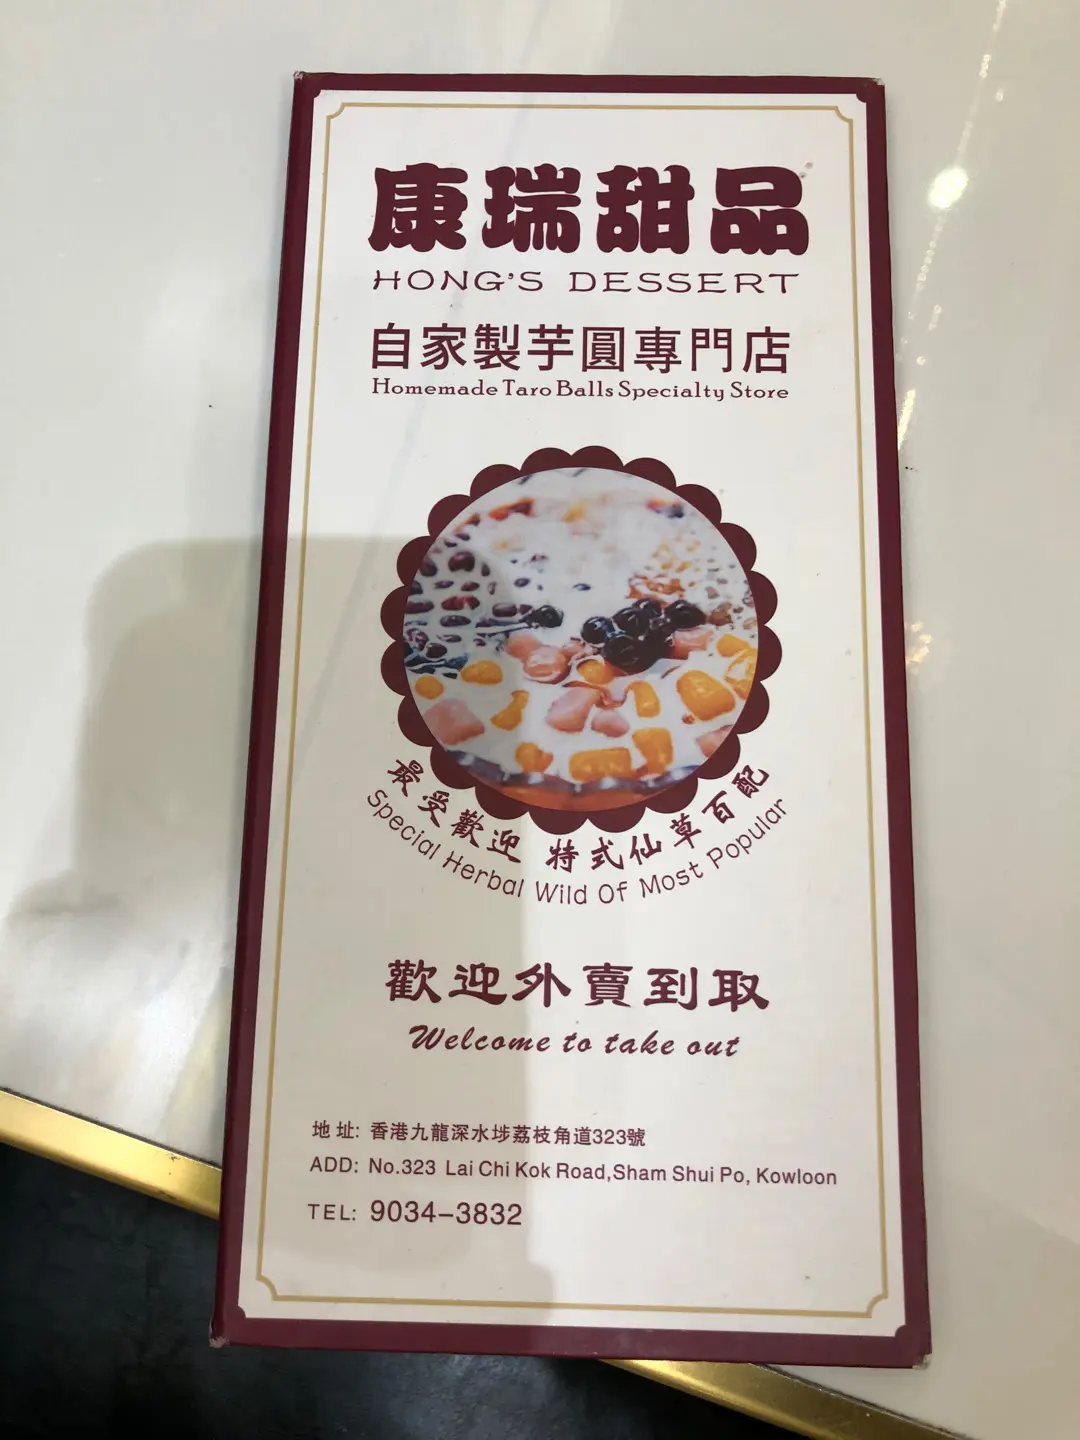 康瑞甜品
HONG'S DESSERT
自家製芋圓專門店
Homemade Taro Balls Specialty Store
最受歡迎 特式仙草百配
Special Herbal Wild Of Most Popular
歡迎外賣到取
Welcome to take out
地址: 香港九龍深水埗荔枝角道323號
ADD: No.323 Lai Chi Kok Road,Sham Shui Po, Kowloon
TEL: 9034-3832